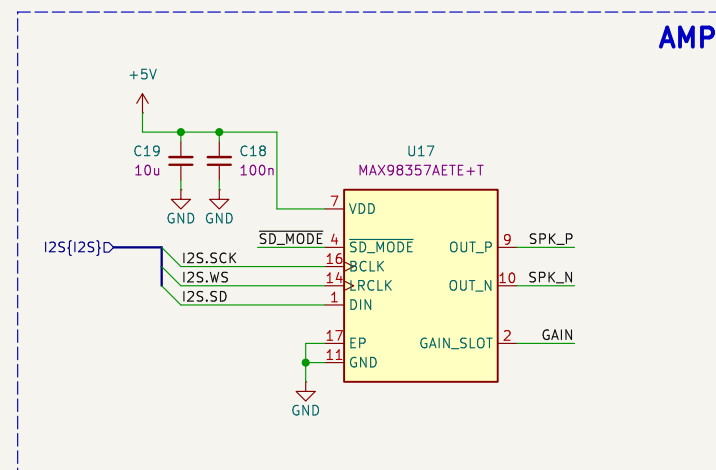 AMP
+5V
C19
10u
C18
100n
GND
GND
U17
MAX98357AETE+T
7
VDD
SD_MODE
4
SD_MODE
I2S{I2S}
I2S.SCK
16
BCLK
I2S.WS
14
LRCLK
I2S.SD
1
DIN
17
EP
11
GND
GND
OUT_P
9
SPK_P
OUT_N
10
SPK_N
GAIN_SLOT
2
GAIN